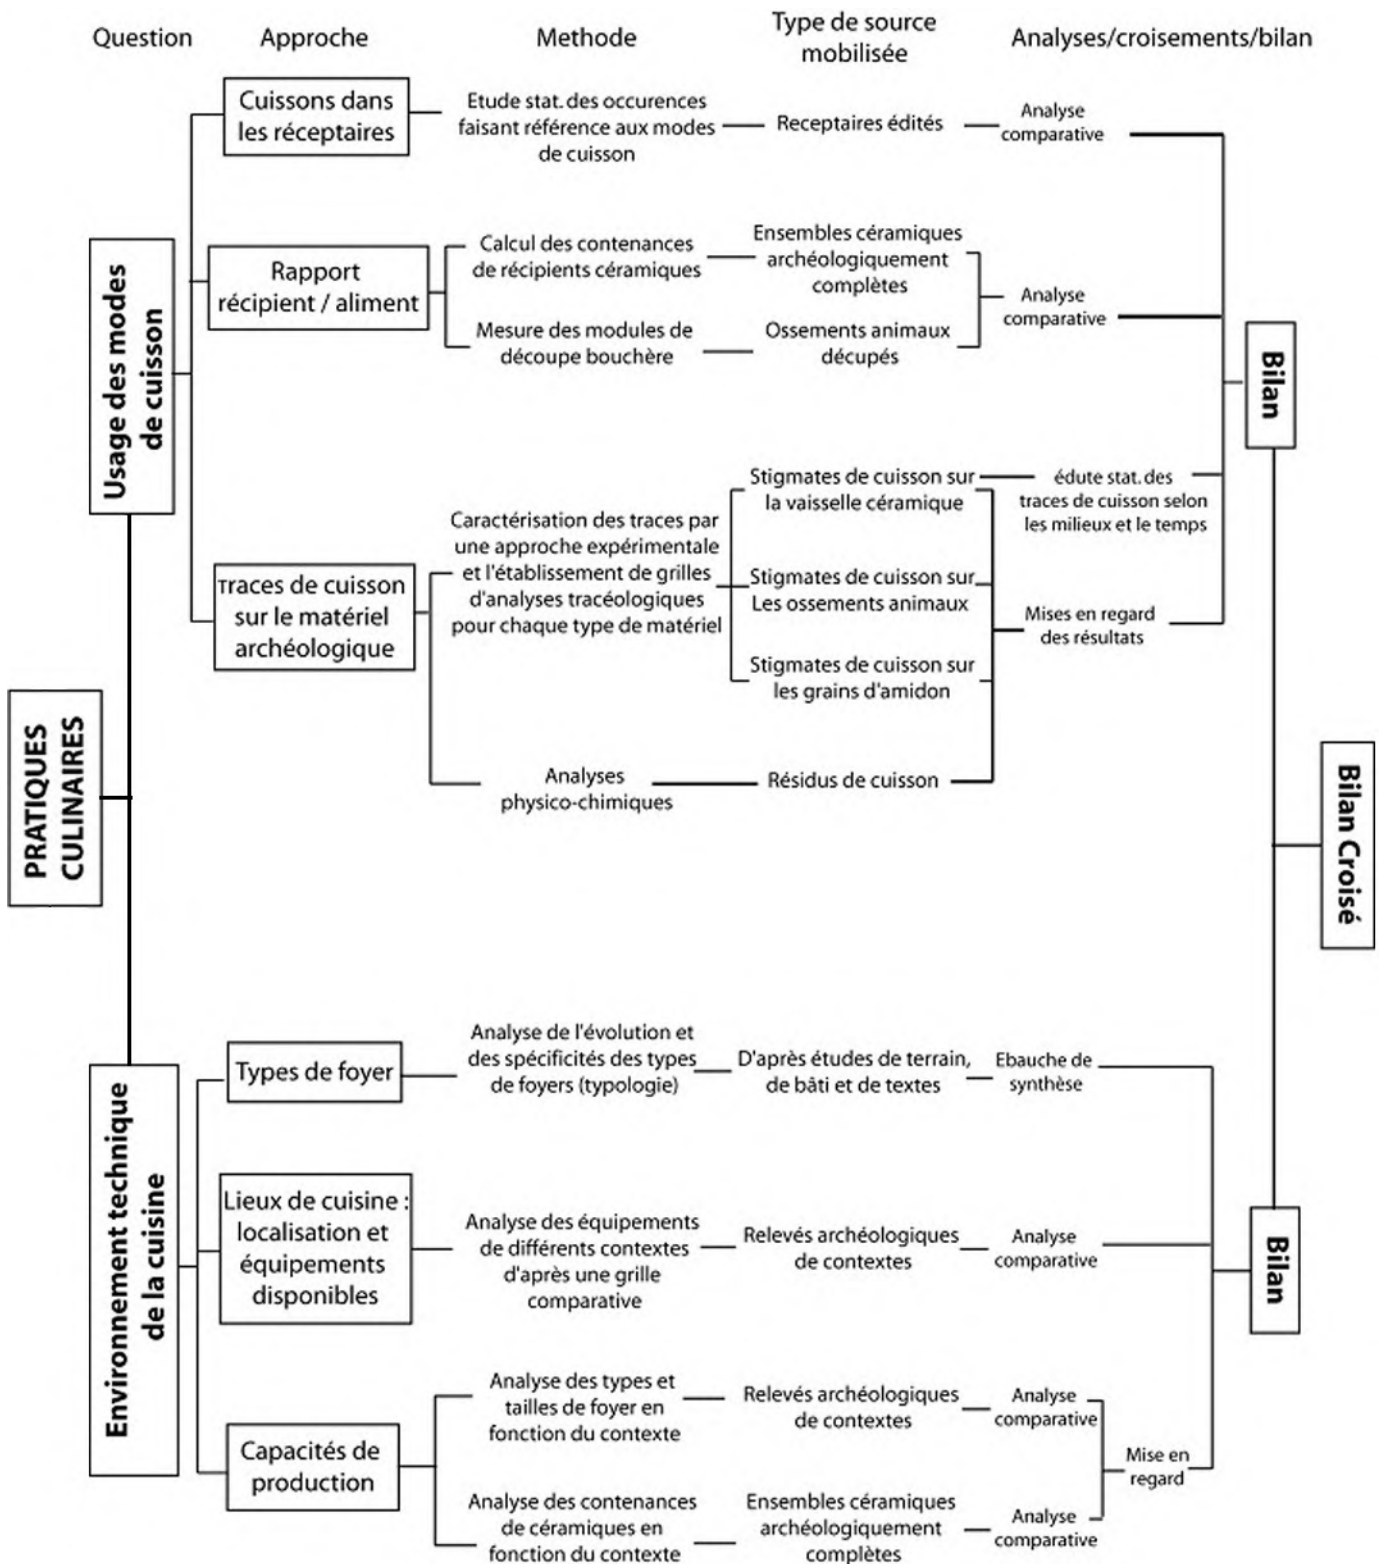 Question
Approche
Methode
Type de source
mobilisée
Analyses/croisements/bilan
PRATIQUES
CULINAIRES
Usage des modes
de cuisson
Cuissons dans
les réceptaires
Etude stat. des occurences
faisant référence aux modes
de cuisson
Receptaires édités
Analyse
comparative
Rapport
récipient / aliment
Calcul des contenances
de récipients céramiques
Ensembles céramiques
archéologiquement
complètes
Mesure des modules de
découpe bouchère
Ossements animaux
décupés
Analyse
comparative
Traces de cuisson
sur le matériel
archéologique
Caractérisation des traces par
une approche expérimentale
et l'établissement de grilles
d'analyses tracéologiques
pour chaque type de matériel
Stigmates de cuisson sur
la vaisselle céramique
édute stat. des
traces de cuisson selon
les milieux et le temps
Stigmates de cuisson sur
Les ossements animaux
Stigmates de cuisson sur
les grains d'amidon
Mises en regard
des résultats
Analyses
physico-chimiques
Résidus de cuisson
Bilan
Bilan Croisé
Environnement technique
de la cuisine
Types de foyer
Analyse de l'évolution et
des spécificités des types
de foyers (typologie)
D'après études de terrain,
de bâti et de textes
Ebauche de
synthèse
Lieux de cuisine :
localisation et
équipements
disponibles
Analyse des équipements
de différents contextes
d'après une grille
comparative
Relevés archéologiques
de contextes
Analyse
comparative
Capacités de
production
Analyse des types et
tailles de foyer en
fonction du contexte
Relevés archéologiques
de contextes
Analyse
comparative
Analyse des contenances
de céramiques en
fonction du contexte
Ensembles céramiques
archéologiquement
complètes
Analyse
comparative
Mise en
regard
Bilan